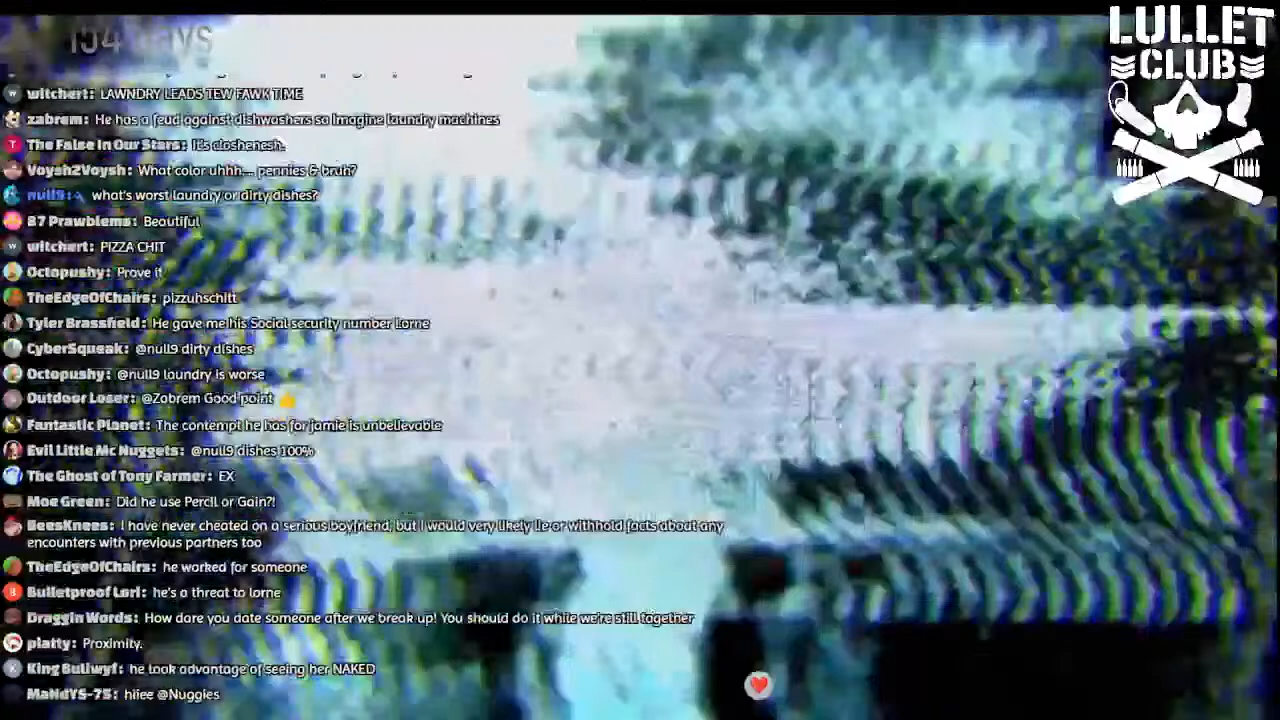 154 days
LULLET
CLUB
witchert: LAWNDRY LEADS TEW FAWK TIME
zabrem: He has a feud against dishwashers so Imagine laundry machines
The False In Our Stars: It's closhenesh.
Voyah2Voysh: What color uhhh.... pennies & bruh?
null9: what's worst laundry or dirty dishes?
87 Prawblems: Beautiful
witchert: PIZZA CHIT
Octopushy: Prove it
TheEdgeOfChairs: pizzuhschitt
Tyler Brassfield: He gave me his Social security number Lorne
CyberSqueak: @null9 dirty dishes
Octopushy: @null9 laundry is worse
Outdoor Loser: @Zobrem Good point
Fantastic Planet: The contempt he has for jamie is unbelievable
Evil Little Mc Nuggets: @null9 dishes 100%
The Ghost of Tony Farmer: EX
Moe Green: Did he use Percil or Gain?!
BeesKnees: I have never cheated on a serious boyfriend, but I would very likely lie or withhold facts about any
encounters with previous partners too
TheEdgeOfChairs: he worked for someone
Bulletproof Lori: he's a threat to lorne
Draggin Words: How dare you date someone after we break up! You should do it while we're still together
platty: Proximity.
King Bullwyf: he took advantage of seeing her NAKED
MaNdYS-75: hiiee @Nuggies